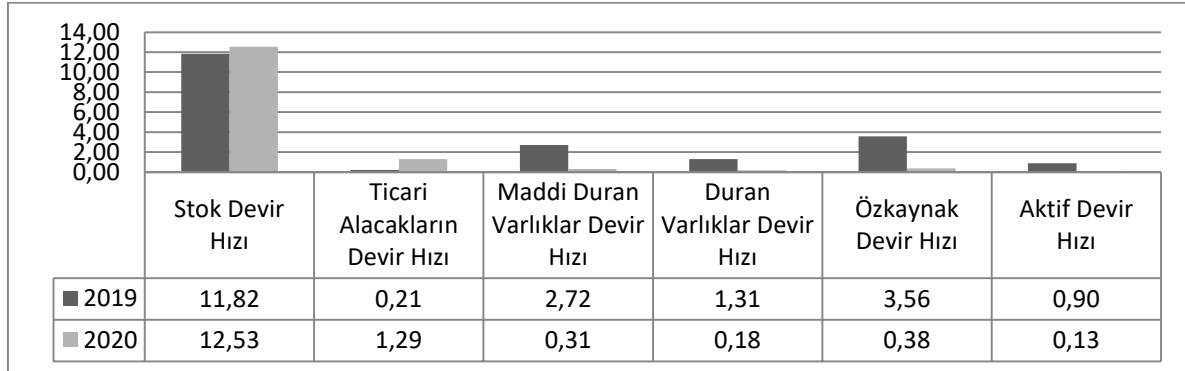 14,00
12,00
10,00
8,00
6,00
4,00
2,00
0,00
Stok Devir
Hızı
Ticari
Alacakların
Devir Hızı
Maddi Duran
Varlıklar Devir
Hızı
Duran
Varlıklar Devir
Hızı
Özkaynak
Devir Hızı
Aktif Devir
Hızı
2019 11,82 0,21 2,72 1,31 3,56 0,90
2020 12,53 1,29 0,31 0,18 0,38 0,13